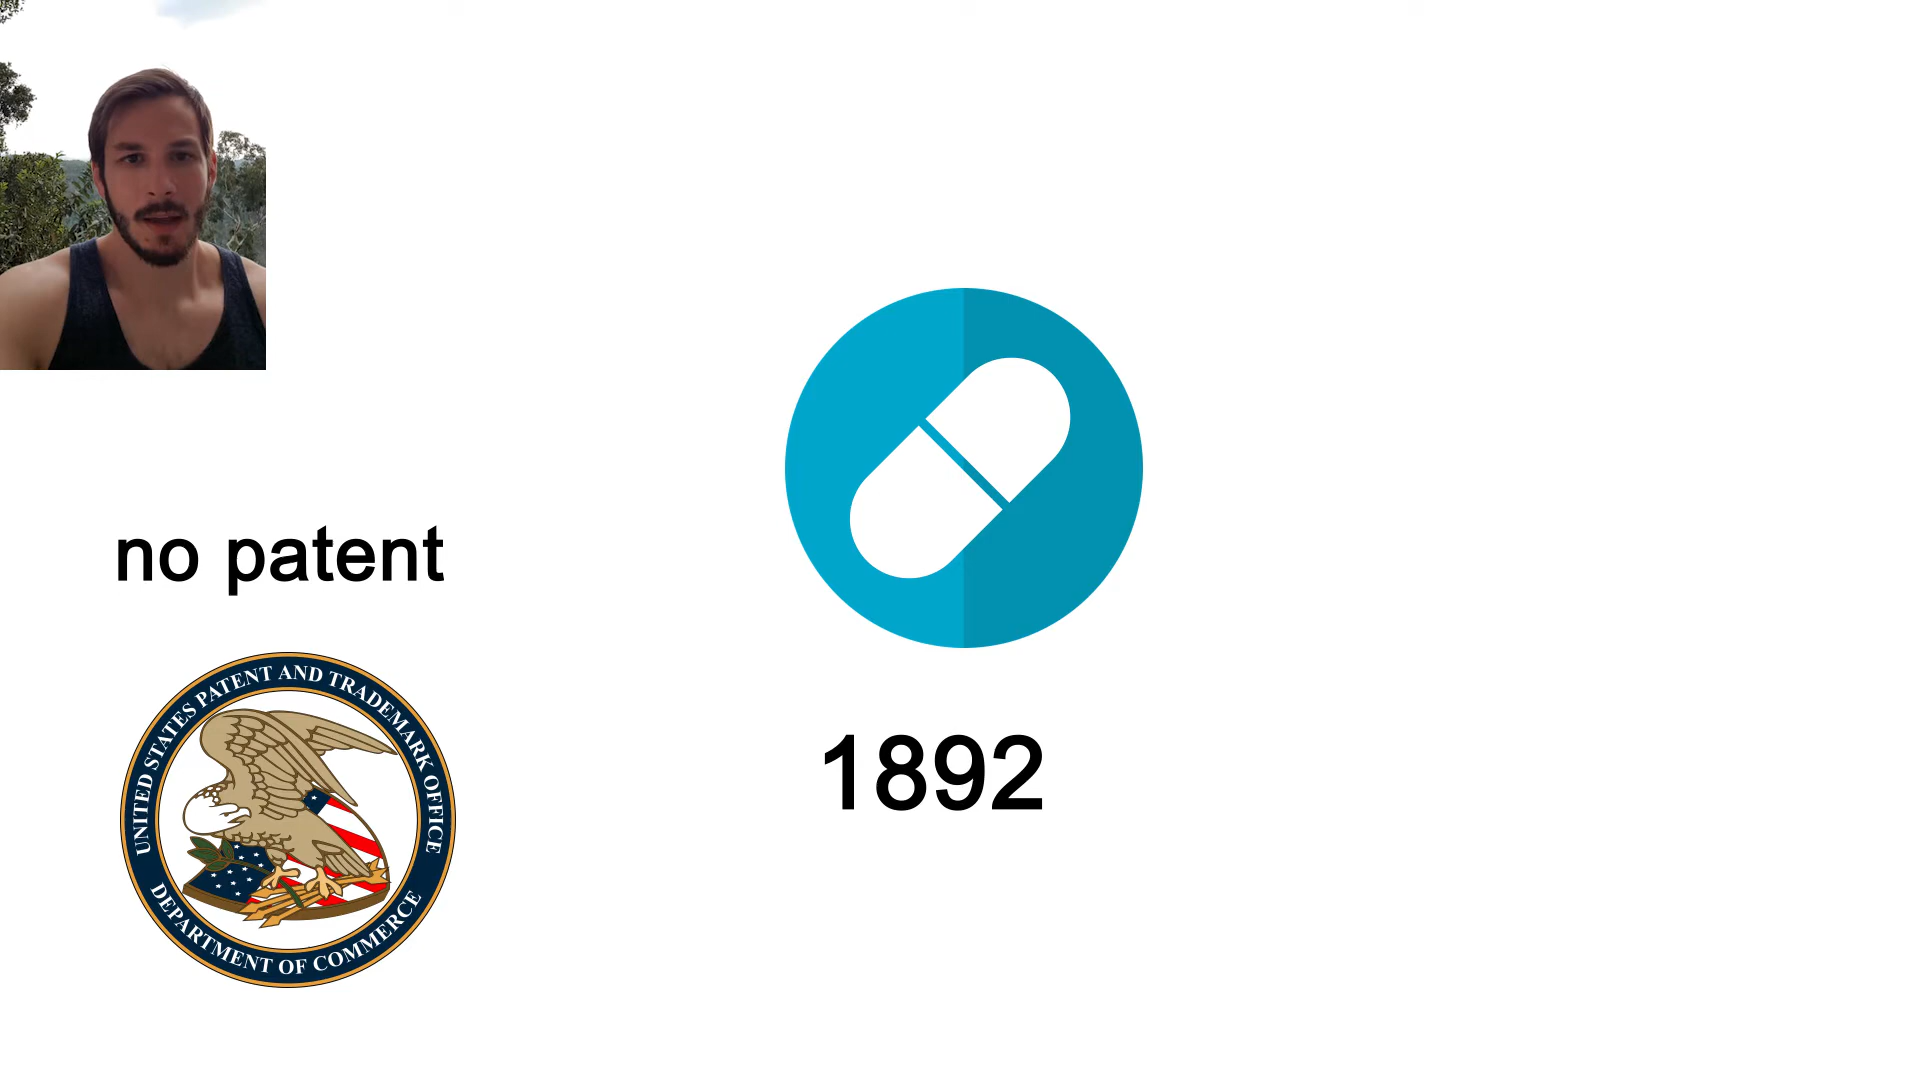 no patent
UNITED STATES PATENT AND TRADEMARK OFFICE
DEPARTMENT OF COMMERCE
1892